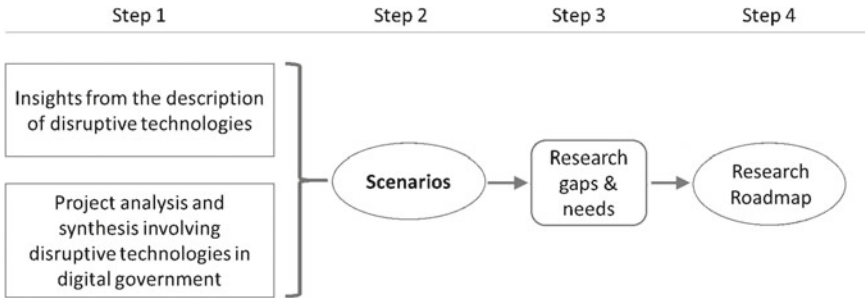 Step 1 Step 2 Step 3 Step 4
Insights from the description
of disruptive technologies
Project analysis and
synthesis involving
disruptive technologies in
digital government
Scenarios
Research
gaps &
needs
Research
Roadmap